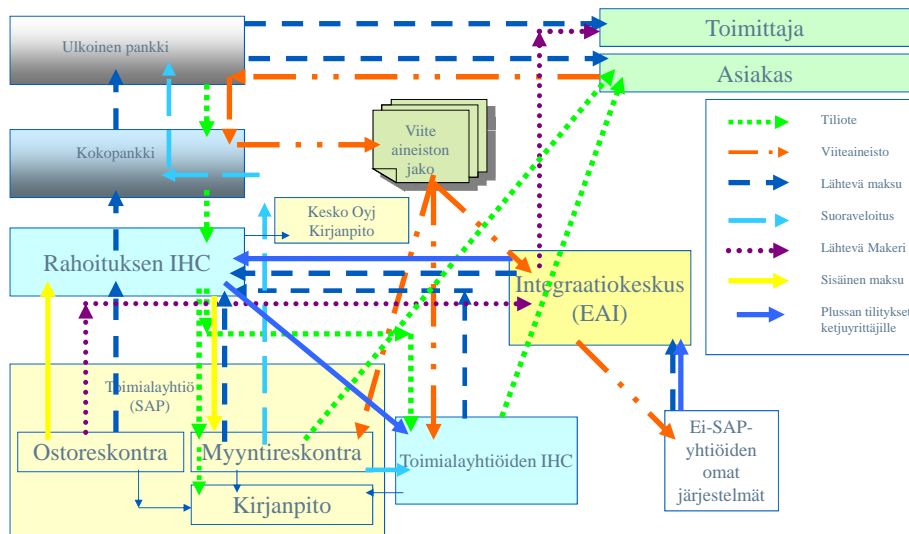 Ulkoinen pankki
Toimittaja
Asiakas
Kokopankki
Viite
aineiston
jako
Kesko Oyj
Kirjanpito
Rahoituksen IHC
Integraatiokeskus
(EAI)
Toimialayhtiö
(SAP)
Ostoreskontra
Myyntireskontra
Kirjanpito
Toimialayhtiöiden IHC
Ei-SAP-
yhtiöiden
omat
järjestelmät
Tiliote
Viiteaineisto
Lähtevä maksu
Suoraveloitus
Lähtevä Makeri
Sisäinen maksu
Plussan tilitykset
ketjuyrittäjille